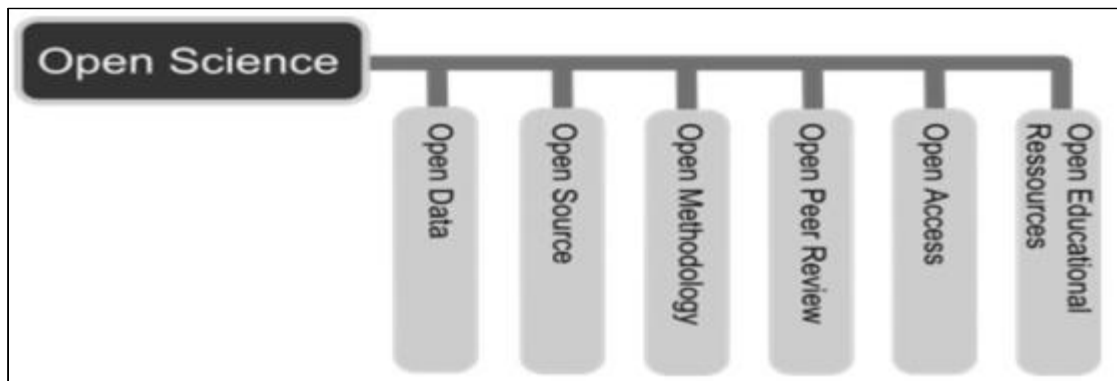 Open Science
Open Data
Open Source
Open Methodology
Open Peer Review
Open Access
Open Educational
Ressources